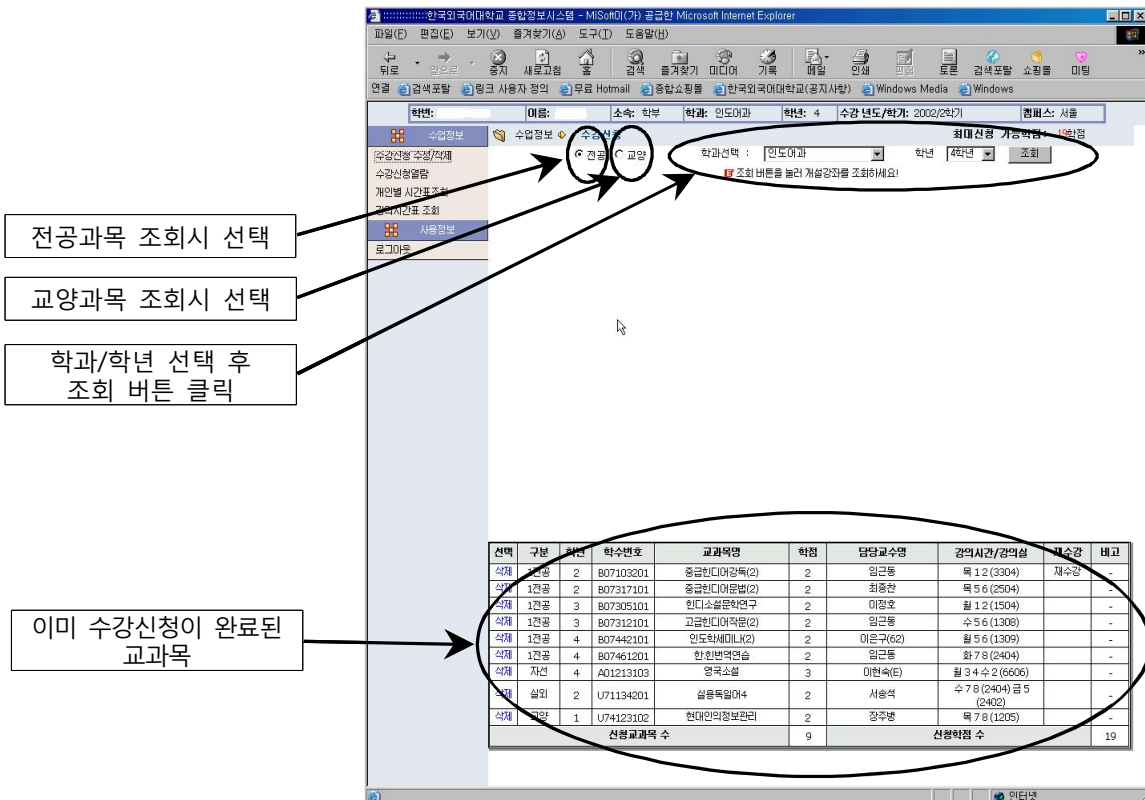 ::::::::::::::한국외국어대학교 종합정보시스템 - MiSoft이(가) 공급한 Microsoft Internet Explorer
파일(F) 편집(E) 보기(V) 즐겨찾기(A) 도구(T) 도움말(H)
뒤로 앞으로 중지 새로고침 홈 검색 즐겨찾기 미디어 기록 메일 인쇄 편집 토론 검색포탈 쇼핑몰 미팅
연결 검색포탈 링크 사용자 정의 무료 Hotmail 종합쇼핑몰 한국외국어대학교(공지사항) Windows Media Windows
학번: 이름: 소속: 학부 학과: 인도어과 학년: 4 수강 년도/학기: 2002/2학기 캠퍼스: 서울
수업정보 수업정보 수강신청 최대신청 가능학점: 19학점
수강신청 수정/삭제 전공 교양 학과선택 : 인도어과 학년 4학년 조회
수강신청열람 조회 버튼을 눌러 개설강좌를 조회하세요!
개인별 시간표조회
강의시간표 조회
사용정보
로그아웃
전공과목 조회시 선택
교양과목 조회시 선택
학과/학년 선택 후
조회 버튼 클릭
이미 수강신청이 완료된
교과목
선택 구분 학년 학수번호 교과목명 학점 담당교수명 강의시간/강의실 재수강 비고
삭제 1전공 2 B07103201 중급힌디어강독(2) 2 임근동 목 1 2 (3304) 재수강 -
삭제 1전공 2 B07317101 중급힌디어문법(2) 2 최종찬 목 5 6 (2504) -
삭제 1전공 3 B07305101 힌디소설문학연구 2 이정호 월 1 2 (1504) -
삭제 1전공 3 B07312101 고급힌디어작문(2) 2 임근동 수 5 6 (1308) -
삭제 1전공 4 B07442101 인도학세미나(2) 2 이은구(62) 월 5 6 (1309) -
삭제 1전공 4 B07461201 한.힌번역연습 2 임근동 화 7 8 (2404) -
삭제 자선 4 A01213103 영국소설 3 이현숙(E) 월 3 4 수 2 (6606) -
삭제 실외 2 U71134201 실용독일어4 2 서송석 수 7 8 (2404) 금 5
(2402) -
삭제 교양 1 U74123102 현대인의정보관리 2 장주병 목 7 8 (1205) -
신청교과목 수 9 신청학점 수 19
인터넷